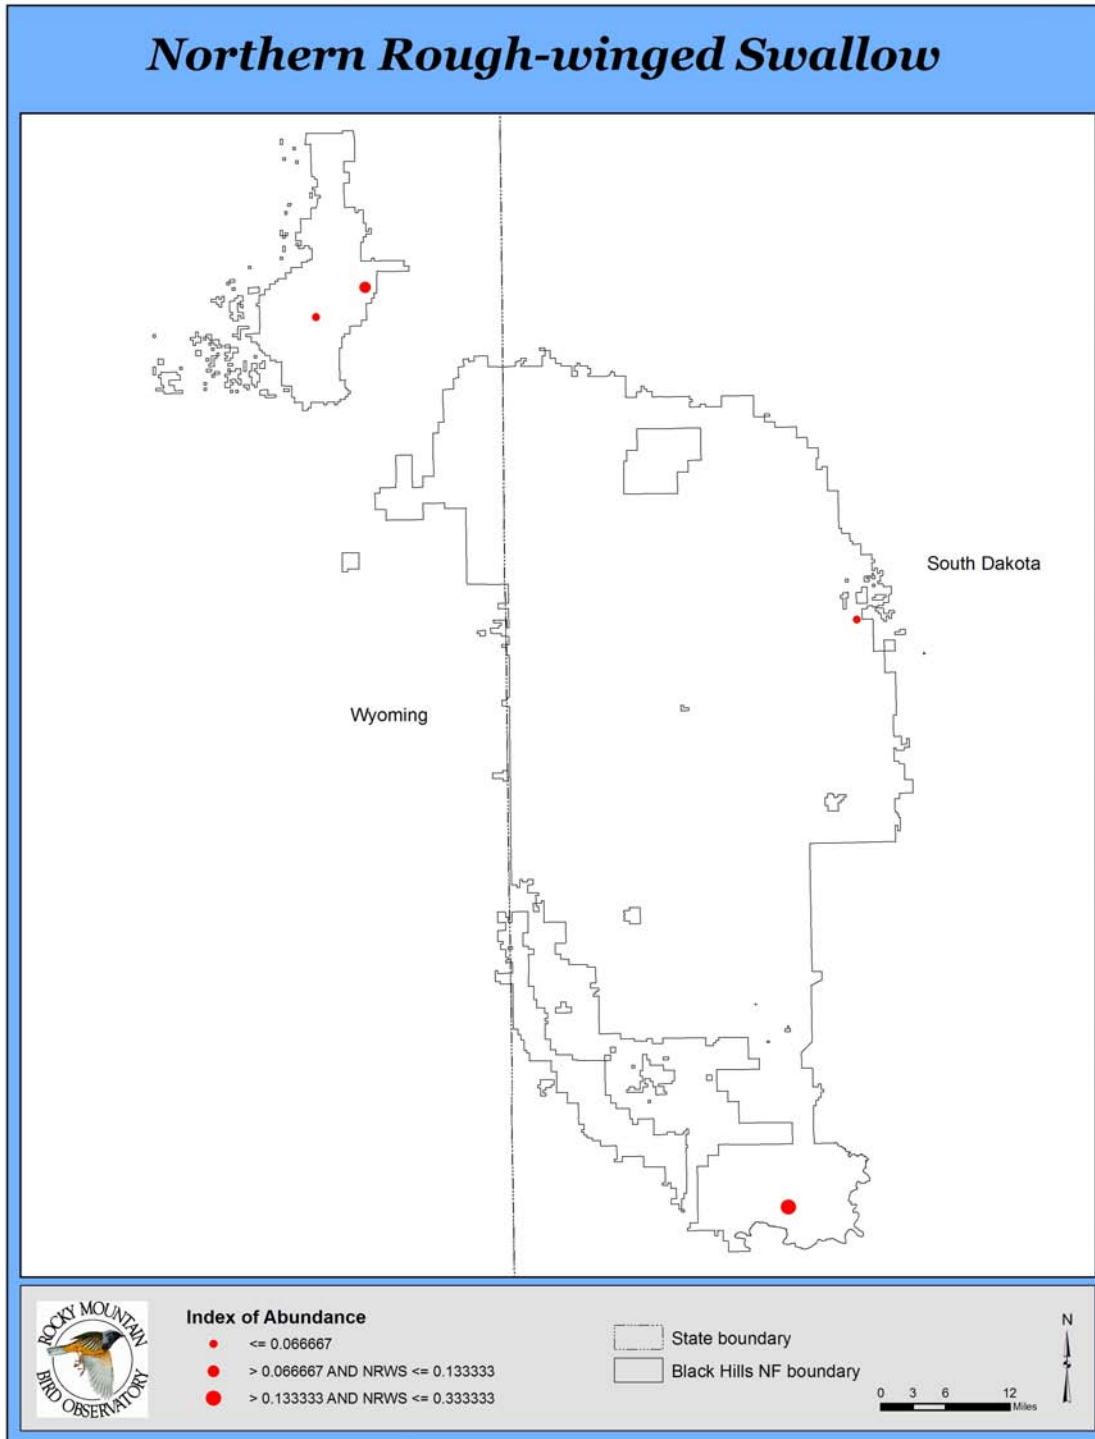 Northern Rough-winged Swallow
South Dakota
Wyoming
ROCKY MOUNTAIN
BIRD OBSERVATORY
Index of Abundance
<= 0.066667
> 0.066667 AND NRWS <= 0.133333
> 0.133333 AND NRWS <= 0.333333
State boundary
Black Hills NF boundary
N
0 3 6 12
Miles